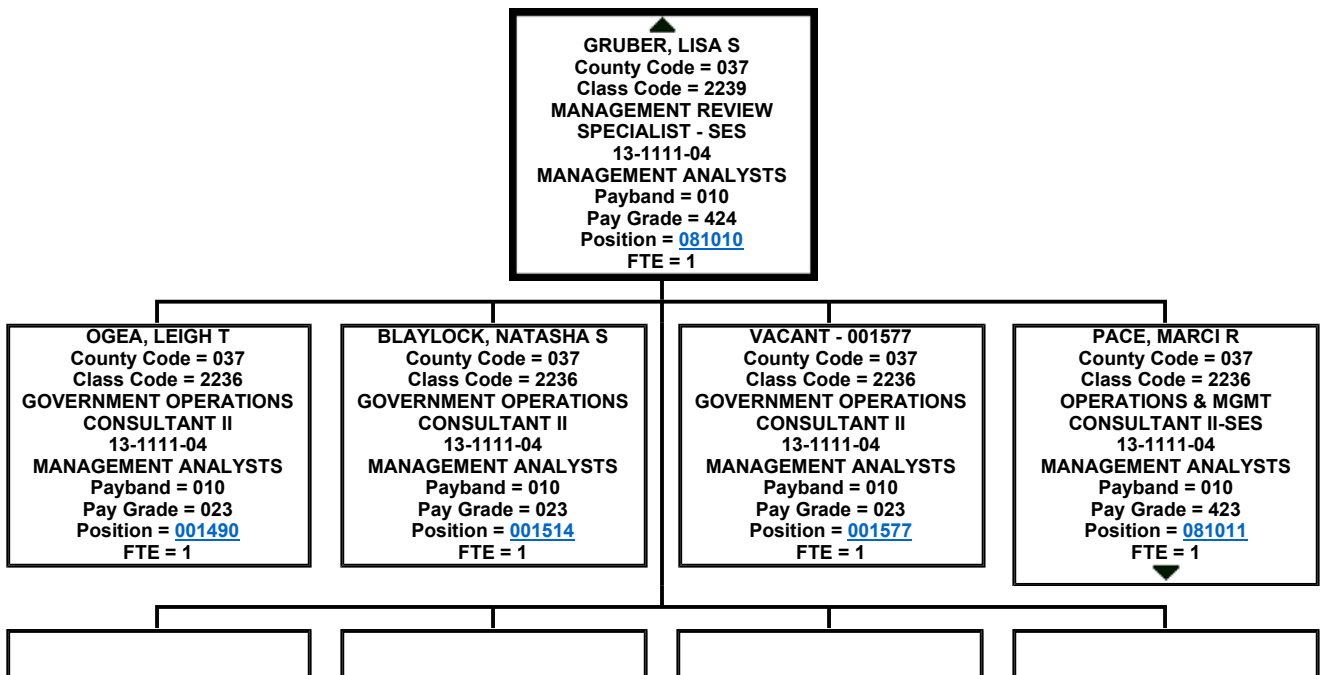 GRUBER, LISA S
County Code = 037
Class Code = 2239
MANAGEMENT REVIEW
SPECIALIST - SES
13-1111-04
MANAGEMENT ANALYSTS
Payband = 010
Pay Grade = 424
Position = 081010
FTE = 1
OGEA, LEIGH T
County Code = 037
Class Code = 2236
GOVERNMENT OPERATIONS
CONSULTANT II
13-1111-04
MANAGEMENT ANALYSTS
Payband = 010
Pay Grade = 023
Position = 001490
FTE = 1
BLAYLOCK, NATASHA S
County Code = 037
Class Code = 2236
GOVERNMENT OPERATIONS
CONSULTANT II
13-1111-04
MANAGEMENT ANALYSTS
Payband = 010
Pay Grade = 023
Position = 001514
FTE = 1
VACANT - 001577
County Code = 037
Class Code = 2236
GOVERNMENT OPERATIONS
CONSULTANT II
13-1111-04
MANAGEMENT ANALYSTS
Payband = 010
Pay Grade = 023
Position = 001577
FTE = 1
PACE, MARCI R
County Code = 037
Class Code = 2236
OPERATIONS & MGMT
CONSULTANT II-SES
13-1111-04
MANAGEMENT ANALYSTS
Payband = 010
Pay Grade = 423
Position = 081011
FTE = 1